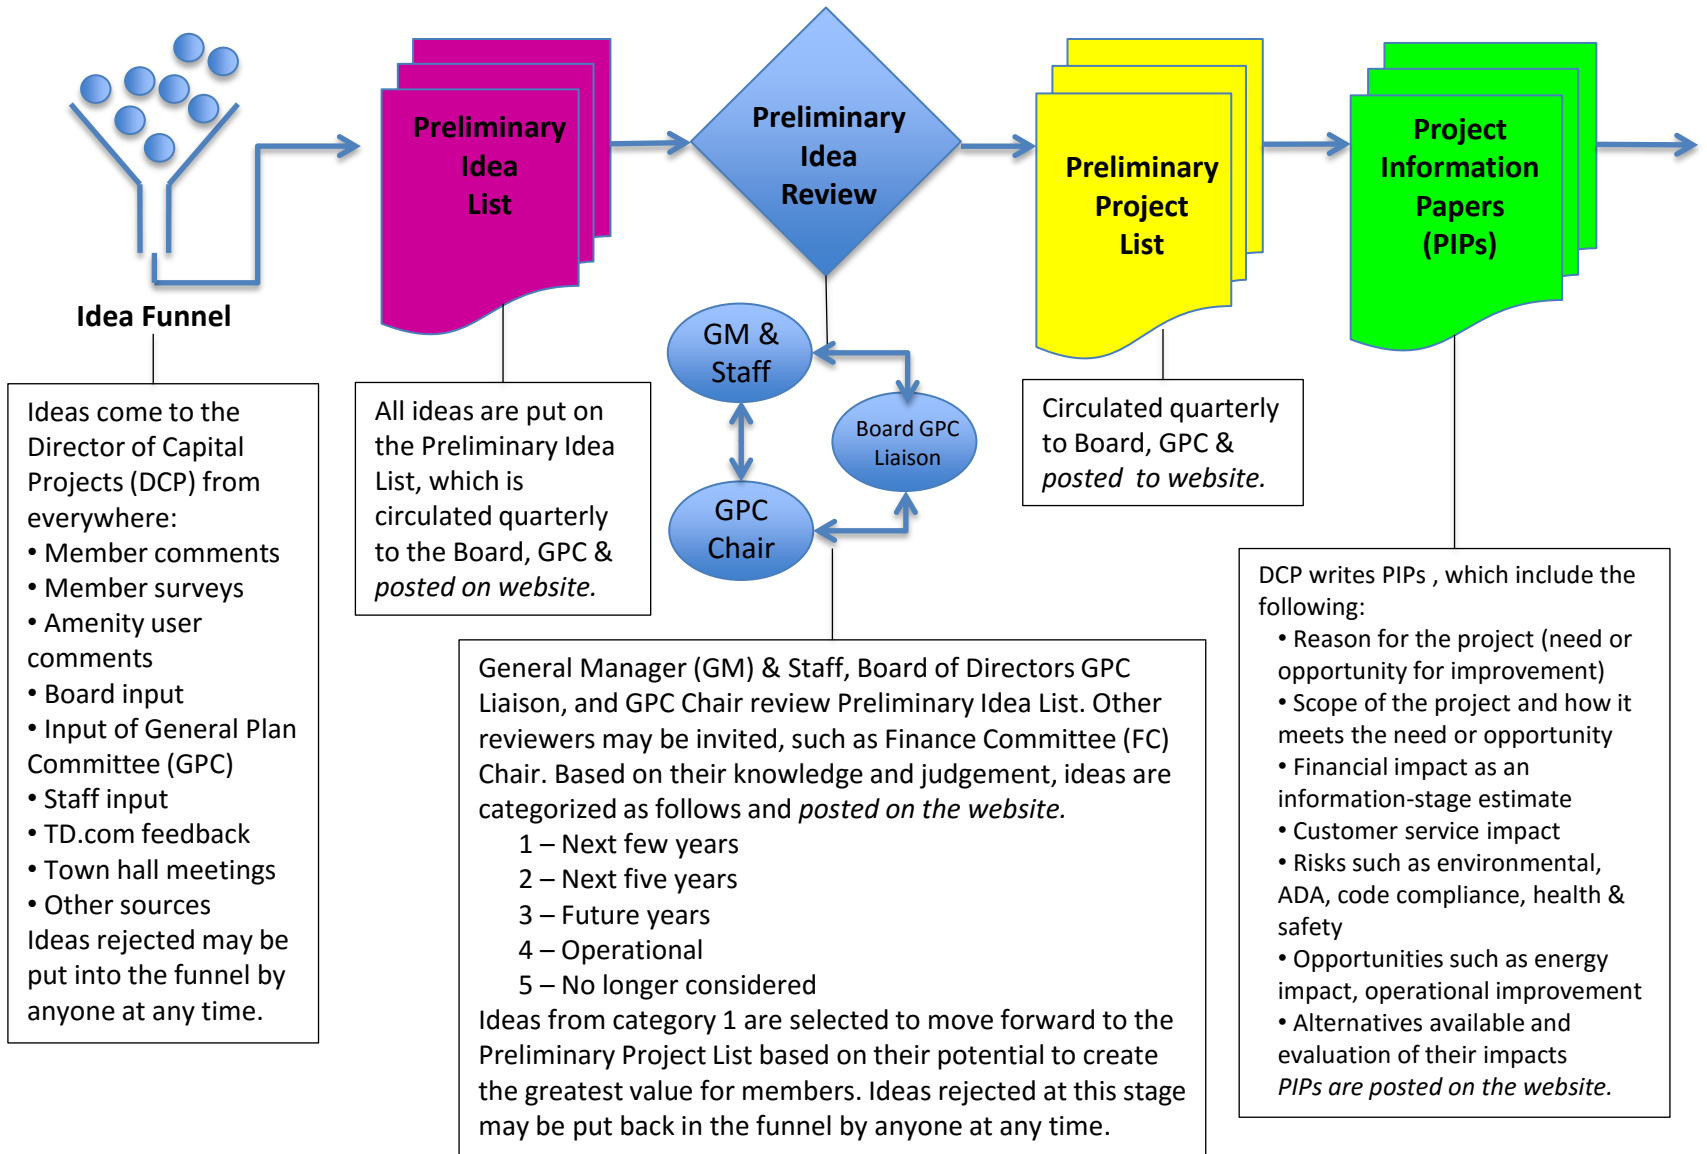 Preliminary
Idea
List
Preliminary
Idea
Review
Preliminary
Project
List
Project
Information
Papers
(PIPs)
Idea Funnel
GM &
Staff
Board GPC
Liaison
GPC
Chair
Ideas come to the
Director of Capital
Projects (DCP) from
everywhere:
• Member comments
• Member surveys
• Amenity user
comments
• Board input
• Input of General Plan
Committee (GPC)
• Staff input
• TD.com feedback
• Town hall meetings
• Other sources
Ideas rejected may be
put into the funnel by
anyone at any time.
All ideas are put on
the Preliminary Idea
List, which is
circulated quarterly
to the Board, GPC &
posted on website.
General Manager (GM) & Staff, Board of Directors GPC
Liaison, and GPC Chair review Preliminary Idea List. Other
reviewers may be invited, such as Finance Committee (FC)
Chair. Based on their knowledge and judgement, ideas are
categorized as follows and posted on the website.
1 – Next few years
2 – Next five years
3 – Future years
4 – Operational
5 – No longer considered
Ideas from category 1 are selected to move forward to the
Preliminary Project List based on their potential to create
the greatest value for members. Ideas rejected at this stage
may be put back in the funnel by anyone at any time.
Circulated quarterly
to Board, GPC &
posted  to website.
DCP writes PIPs , which include the
following:
• Reason for the project (need or
opportunity for improvement)
• Scope of the project and how it
meets the need or opportunity
• Financial impact as an
information-stage estimate
• Customer service impact
• Risks such as environmental,
ADA, code compliance, health &
safety
• Opportunities such as energy
impact, operational improvement
• Alternatives available and
evaluation of their impacts
PIPs are posted on the website.